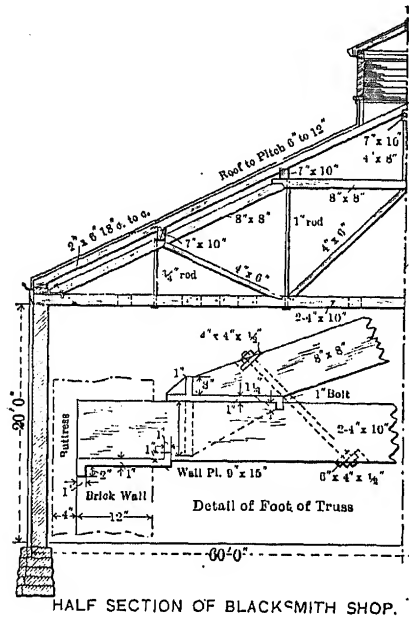 Roof to Pitch 6" to 12"
7"x 10"
4"x 8"
7"x 10"
8"x 8"
2" x 6" 18" c. to c.
8"x 8"
7"x 10"
1" rod
4"x 6"
rod
4"x 6"
2-4"x 10"
4"x 4"x ½"
8"x 8"
1"
3"
1"
1" Bolt
20'0"
Buttress
1"
2-4"x 10"
Wall Pl. 9"x 15"
6"x 4"x ½"
2"
1"
1"
Brick Wall
Detail of Foot of Truss
4"
12"
60'-0"
HALF SECTION OF BLACKSMITH SHOP.